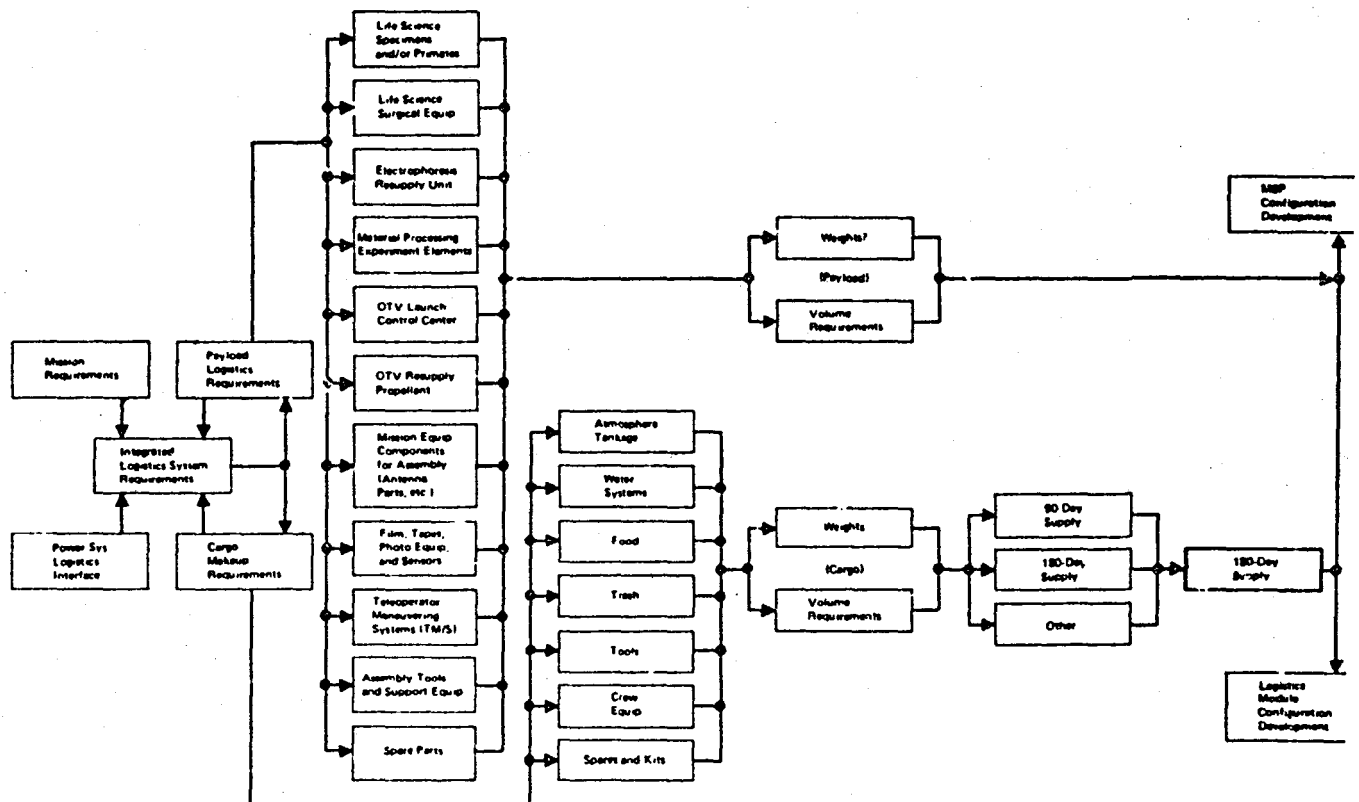 Life Science
Specimens
and/or Primates
Life Science
Surgical Equip
Electrophoresis
Resupply Unit
Material Processing
Experiment Elements
OTV Launch
Control Center
OTV Resupply
Propellent
Mission Equip
Components
for Assembly
(Antenna
Parts, etc.)
Film, Tapes,
Photo Equip,
and Sensors
Teleoperator
Maneuvering
Systems (TM/S)
Assembly Tools
and Support Equip
Spare Parts
Mission
Requirements
Payload
Logistics
Requirements
Integrated
Logistics System
Requirements
Power Sys
Logistics
Interface
Cargo
Makeup
Requirements
Atmosphere
Tankage
Water
Systems
Food
Trash
Tools
Crew
Equip
Spares and Kits
Weights?
(Payload)
Volume
Requirements
Weights
(Cargo)
Volume
Requirements
90-Day
Supply
180-Day
Supply
Other
180-Day
Supply
MSP
Configuration
Development
Logistics
Module
Configuration
Development